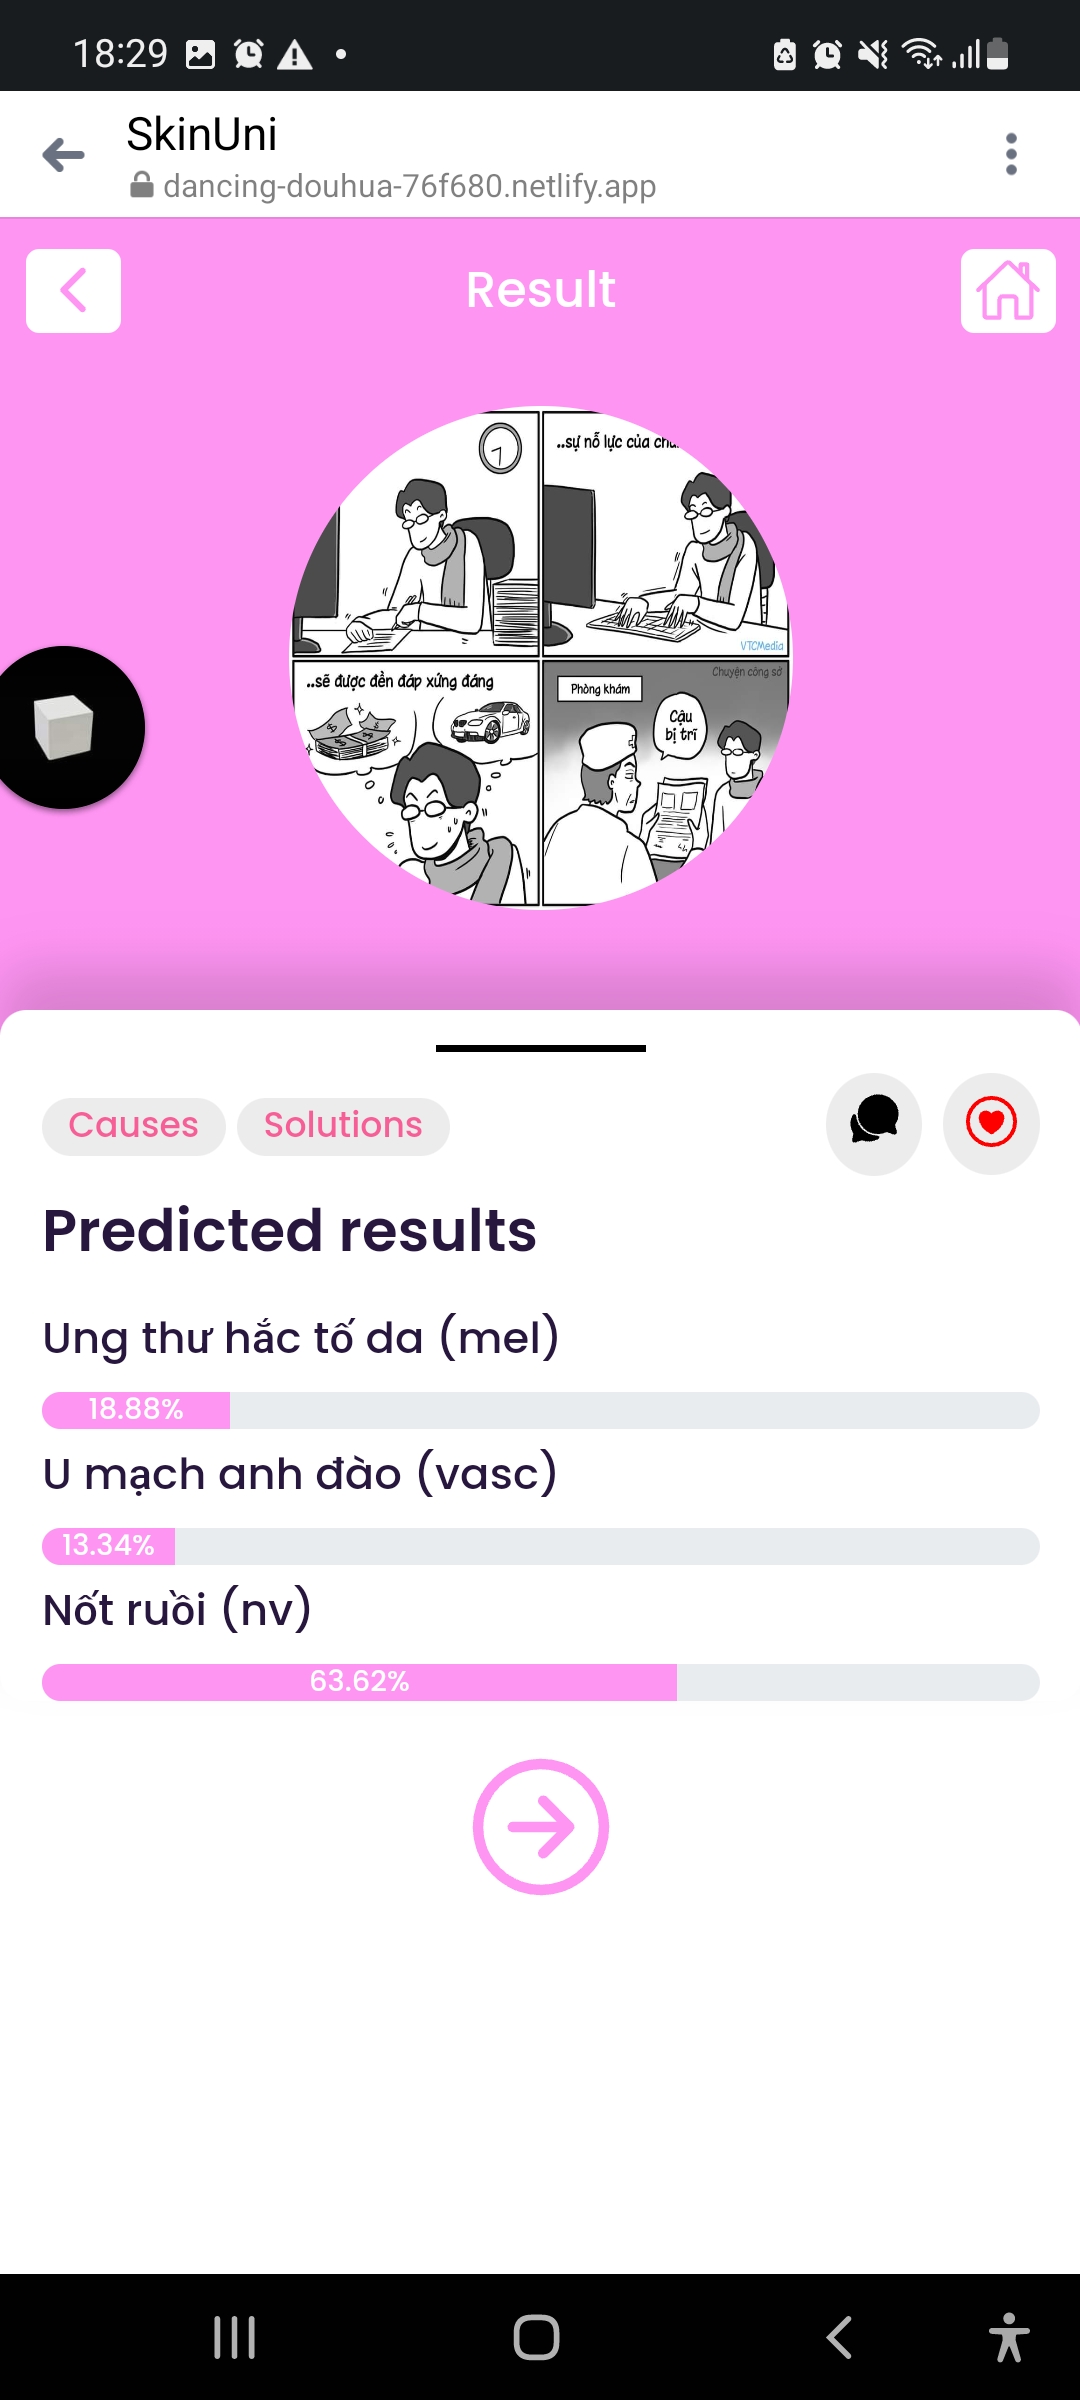 18:29
SkinUni
dancing-douhua-76f680.netlify.app
Result
..sự nỗ lực của
VTCMedia
..sẽ được đền đáp xứng đáng
Chuyện công sở
Phòng khám
Cậu
bị trĩ
Causes
Solutions
Predicted results
Ung thư hắc tố da (mel)
18.88%
U mạch anh đào (vasc)
13.34%
Nốt ruồi (nv)
63.62%